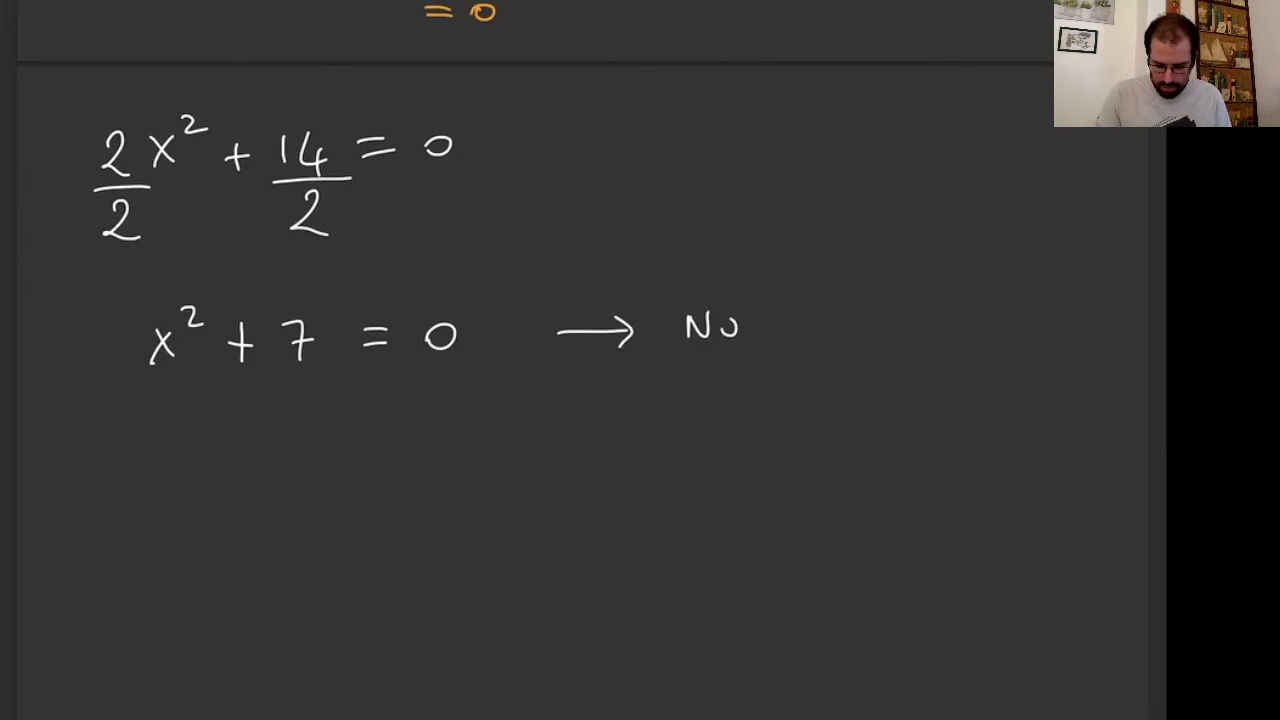 = 0
2x² + 14 = 0
2 2
x² + 7 = 0 → No